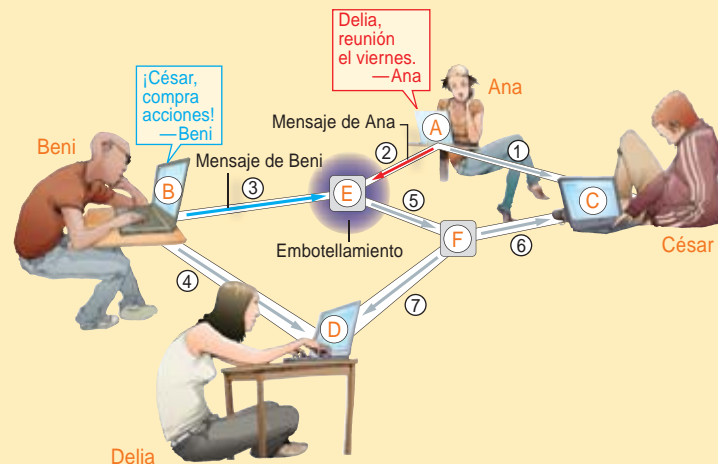 Delia,
reunión
el viernes.
—Ana
Ana
¡César,
compra
acciones!
—Beni
Beni
Mensaje de Ana
A
1
2
Mensaje de Beni
B
3
E
C
5
F
6
César
Embotellamiento
4
7
D
Delia